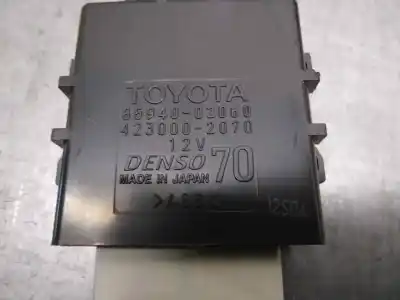 TOYOTA
85940-02060
423000-2070
12V
DENSO 70
MADE IN JAPAN